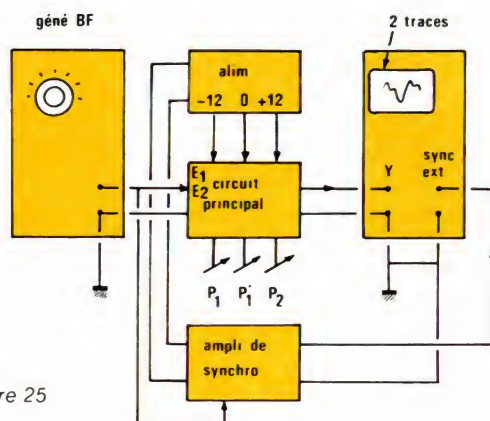 géné BF
2 traces
alim
-12 0 +12
E1
E2
circuit
principal
Y
sync
ext
P1 P1' P2
ampli de
synchro
re 25